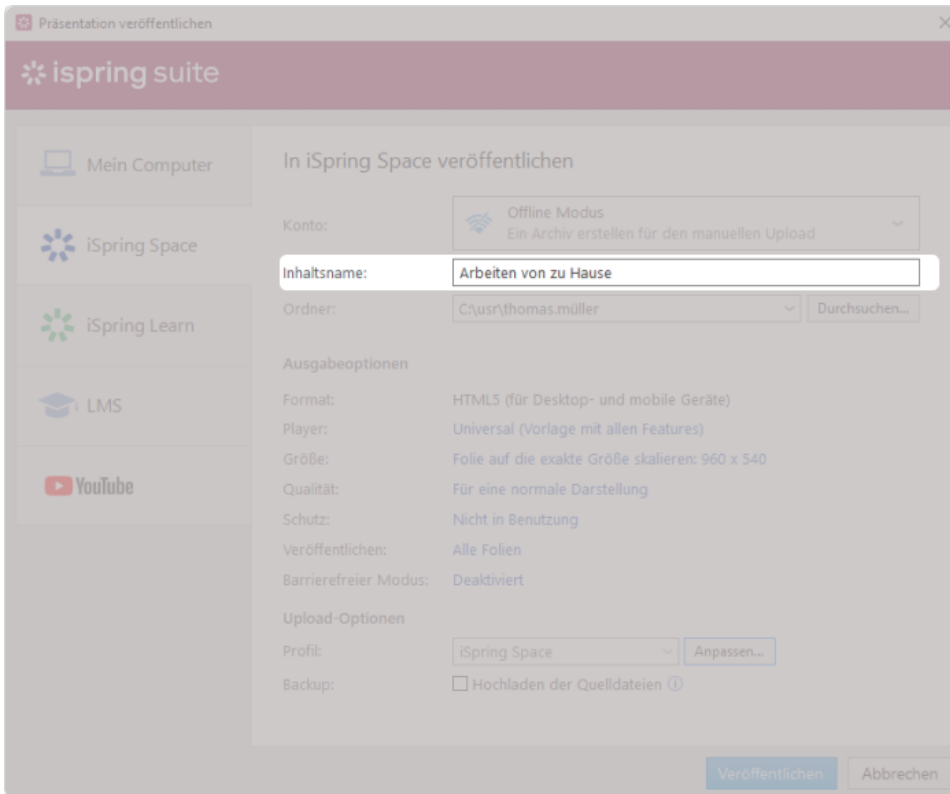 Präsentation veröffentlichen
ispring suite
Mein Computer
iSpring Space
iSpring Learn
LMS
YouTube
In iSpring Space veröffentlichen
Konto:
Offline Modus
Ein Archiv erstellen für den manuellen Upload
Inhaltsname: Arbeiten von zu Hause
Ordner: C:\usr\thomas.müller Durchsuchen...
Ausgabeoptionen
Format: HTML5 (für Desktop- und mobile Geräte)
Player: Universal (Vorlage mit allen Features)
Größe: Folie auf die exakte Größe skalieren: 960 x 540
Qualität: Für eine normale Darstellung
Schutz: Nicht in Benutzung
Veröffentlichen: Alle Folien
Barrierefreier Modus: Deaktiviert
Upload-Optionen
Profil: iSpring Space Anpassen...
Backup: Hochladen der Quelldateien
Veröffentlichen Abbrechen